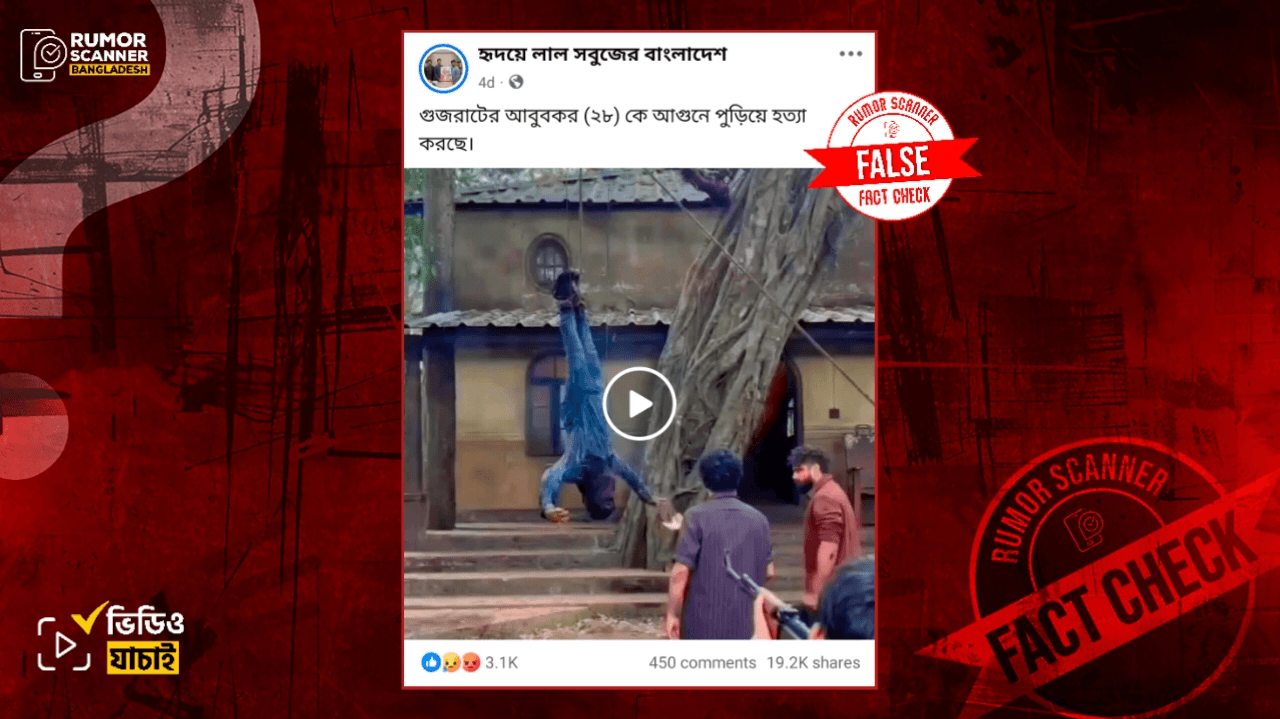 RUMOR
SCANNER
BANGLADESH
হৃদয়ে লাল সবুজের বাংলাদেশ
4d
গুজরাটের আবুবকর (২৮) কে আগুনে পুড়িয়ে হত্যা
করছে।
RUMOR SCANNER
FALSE
FACT CHECK
3.1K
450 comments 19.2K shares
ভিডিও
যাচাই
RUMOR SCANNER
FACT CHECK